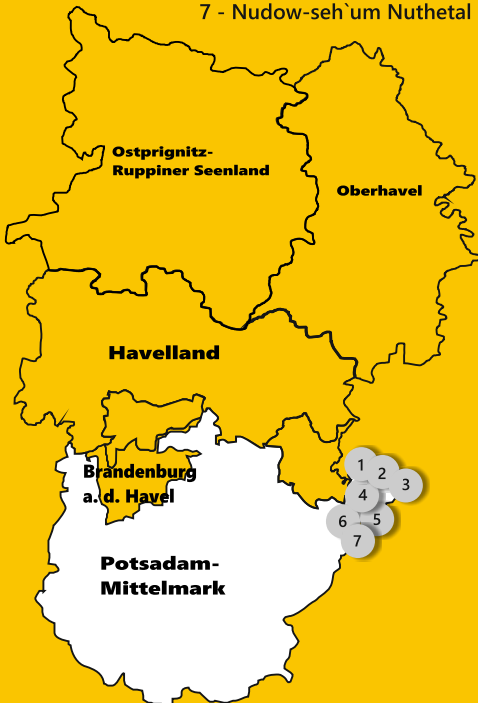 7 - Nudow-seh`um Nuthetal
Ostprignitz-
Ruppiner Seenland
Oberhavel
Havelland
Brandenburg
a. d. Havel
1
2
3
4
5
6
7
Potsadam-
Mittelmark